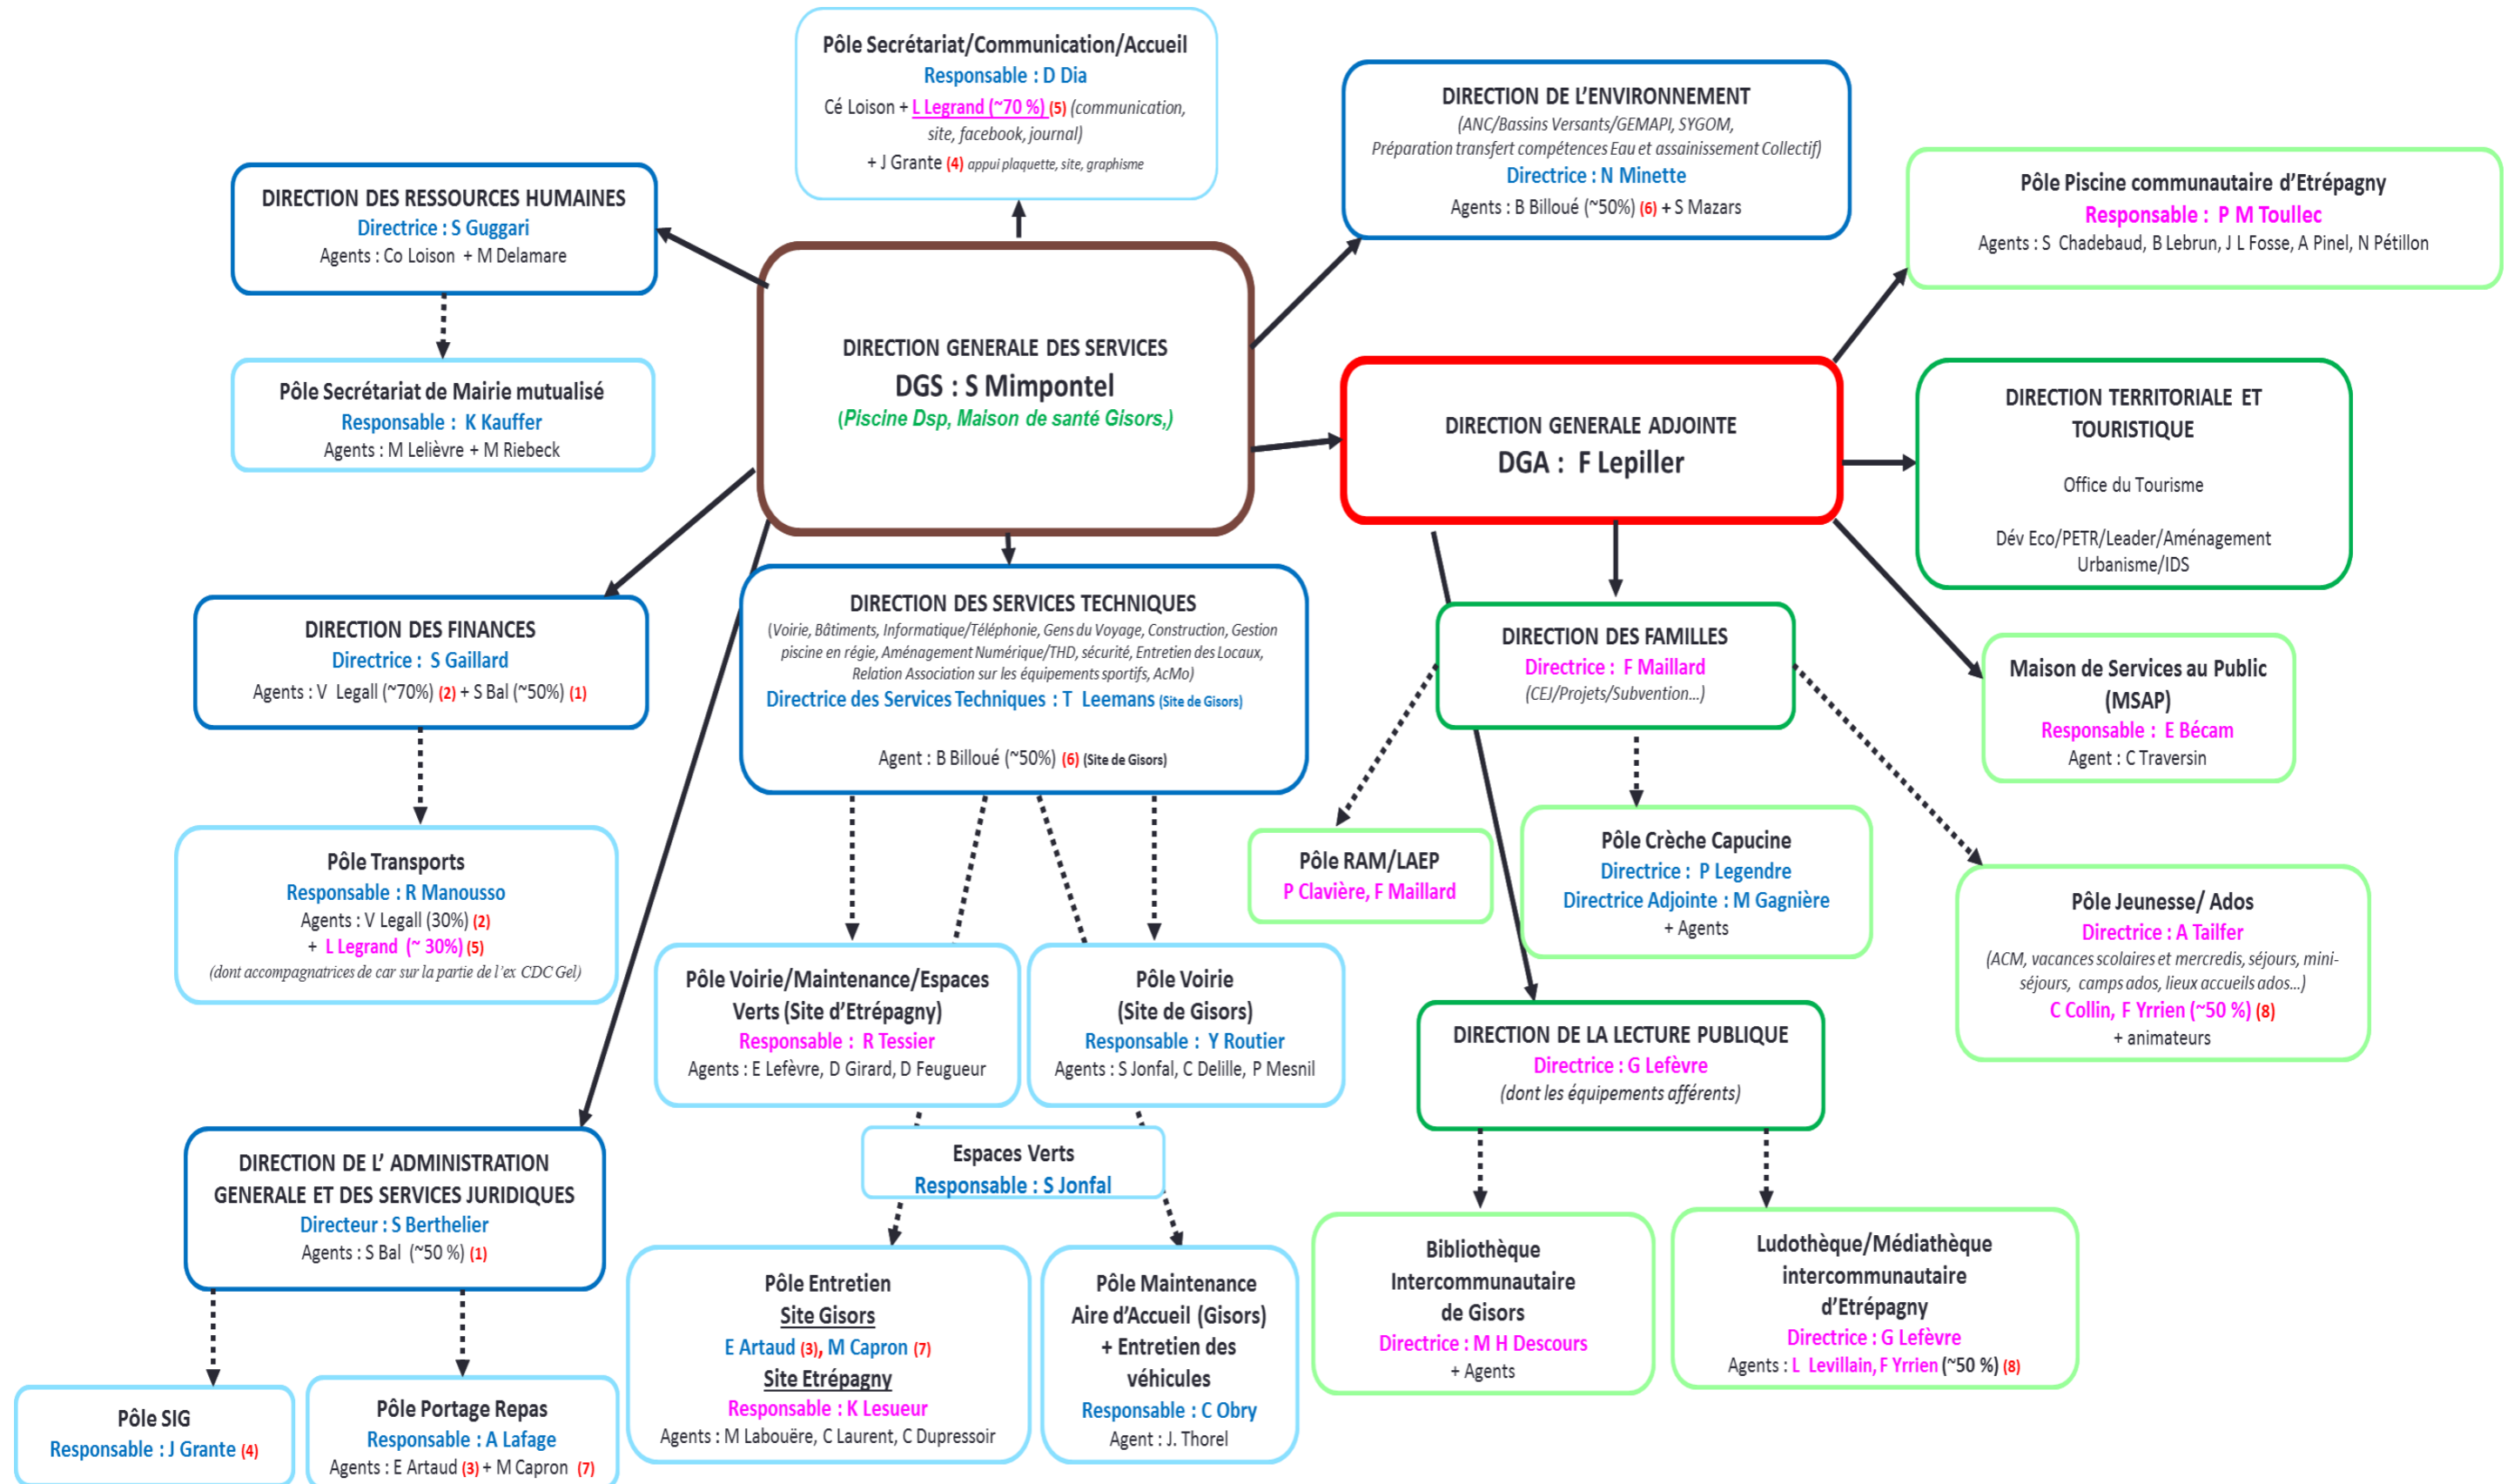 Pôle Secrétariat/Communication/Accueil
Responsable : D Dia
Cé Loison + L Legrand (~70 %) (5) (communication,
site, facebook, journal)
+ J Grante (4) appui plaquette, site, graphisme
DIRECTION DE L’ENVIRONNEMENT
(ANC/Bassins Versants/GEMAPI, SYGOM,
Préparation transfert compétences Eau et assainissement Collectif)
Directrice : N Minette
Agents : B Billoué (~50%) (6) + S Mazars
Pôle Piscine communautaire d’Etrépagny
Responsable : P M Toullec
Agents : S Chadebaud, B Lebrun, J L Fosse, A Pinel, N Pétillon
DIRECTION DES RESSOURCES HUMAINES
Directrice : S Guggari
Agents : Co Loison + M Delamare
Pôle Secrétariat de Mairie mutualisé
Responsable : K Kauffer
Agents : M Lelièvre + M Riebeck
DIRECTION GENERALE DES SERVICES
DGS : S Mimpontel
(Piscine Dsp, Maison de santé Gisors,)
DIRECTION GENERALE ADJOINTE
DGA : F Lepiller
DIRECTION TERRITORIALE ET
TOURISTIQUE
Office du Tourisme
Dév Eco/PETR/Leader/Aménagement
Urbanisme/IDS
DIRECTION DES FINANCES
Directrice : S Gaillard
Agents : V Legall (~70%) (2) + S Bal (~50%) (1)
DIRECTION DES SERVICES TECHNIQUES
(Voirie, Bâtiments, Informatique/Téléphonie, Gens du Voyage, Construction, Gestion
piscine en régie, Aménagement Numérique/THD, sécurité, Entretien des Locaux,
Relation Association sur les équipements sportifs, AcMo)
Directrice des Services Techniques : T Leemans (Site de Gisors)
Agent : B Billoué (~50%) (6) (Site de Gisors)
DIRECTION DES FAMILLES
Directrice : F Maillard
(CEJ/Projets/Subvention...)
Maison de Services au Public
(MSAP)
Responsable : E Bécam
Agent : C Traversin
Pôle Transports
Responsable : R Manousso
Agents : V Legall (30%) (2)
+ L Legrand (~ 30%) (5)
(dont accompagnatrices de car sur la partie de l’ex CDC Gel)
Pôle RAM/LAEP
P Clavière, F Maillard
Pôle Crèche Capucine
Directrice : P Legendre
Directrice Adjointe : M Gagnière
+ Agents
Pôle Jeunesse/ Ados
Directrice : A Tailfer
(ACM, vacances scolaires et mercredis, séjours, mini-
séjours, camps ados, lieux accueils ados...)
C Collin, F Yrrien (~50 %) (8)
+ animateurs
Pôle Voirie/Maintenance/Espaces
Verts (Site d’Etrépagny)
Responsable : R Tessier
Agents : E Lefèvre, D Girard, D Feugueur
Pôle Voirie
(Site de Gisors)
Responsable : Y Routier
Agents : S Jonfal, C Delille, P Mesnil
DIRECTION DE LA LECTURE PUBLIQUE
Directrice : G Lefèvre
(dont les équipements afférents)
DIRECTION DE L’ ADMINISTRATION
GENERALE ET DES SERVICES JURIDIQUES
Directeur : S Berthelier
Agents : S Bal (~50 %) (1)
Espaces Verts
Responsable : S Jonfal
Pôle Entretien
Site Gisors
E Artaud (3), M Capron (7)
Site Etrépagny
Responsable : K Lesueur
Agents : M Labouëre, C Laurent, C Dupressoir
Pôle Maintenance
Aire d’Accueil (Gisors)
+ Entretien des
véhicules
Responsable : C Obry
Agent : J. Thorel
Bibliothèque
Intercommunautaire
de Gisors
Directrice : M H Descours
+ Agents
Ludothèque/Médiathèque
intercommunautaire
d’Etrépagny
Directrice : G Lefèvre
Agents : L Levillain, F Yrrien (~50 %) (8)
Pôle SIG
Responsable : J Grante (4)
Pôle Portage Repas
Responsable : A Lafage
Agents : E Artaud (3) + M Capron (7)